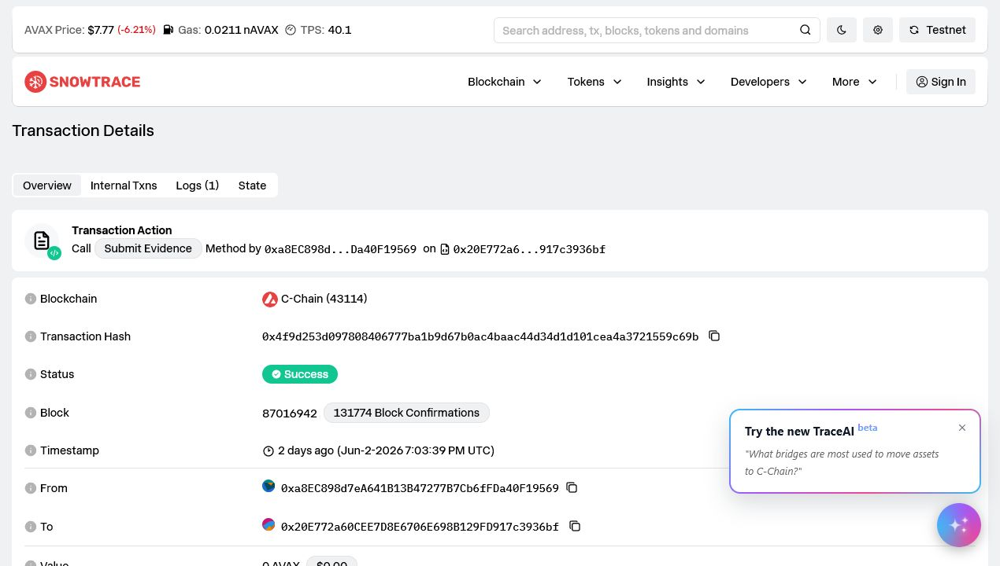 AVAX Price: $7.77 (-6.21%) Gas: 0.0211 nAVAX TPS: 40.1
Search address, tx, blocks, tokens and domains
Testnet
SNOWTRACE
Blockchain Tokens Insights Developers More Sign In
Transaction Details
Overview Internal Txns Logs (1) State
Transaction Action
Call Submit Evidence Method by 0xa8EC898d...Da40F19569 on 0x20E772a6...917c3936bf
Blockchain C-Chain (43114)
Transaction Hash 0x4f9d253d097808406777ba1b9d67b0ac4baac44d34d1d101cea4a3721559c69b
Status Success
Block 87016942 131774 Block Confirmations
Timestamp 2 days ago (Jun-2-2026 7:03:39 PM UTC)
From 0xa8EC898d7eA641B13B47277B7Cb6fFDa40F19569
To 0x20E772a60CEE7D8E6706E698B129FD917c3936bf
Value 0 AVAX $0.00
Try the new TraceAI beta
"What bridges are most used to move assets
to C-Chain?"